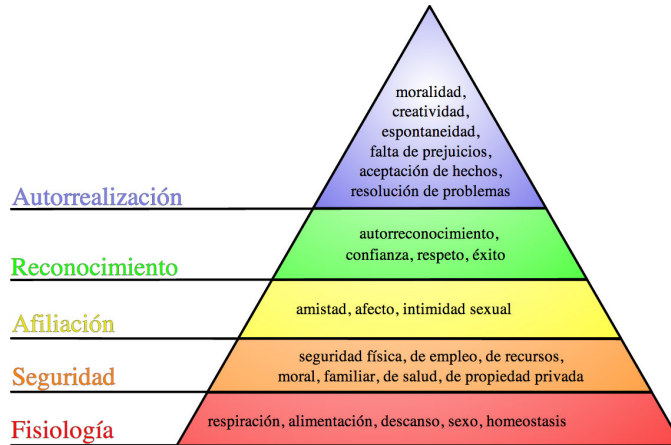 moralidad,
creatividad,
espontaneidad,
falta de prejuicios,
aceptación de hechos,
resolución de problemas
Autorrealización
autorreconocimiento,
confianza, respeto, éxito
Reconocimiento
amistad, afecto, intimidad sexual
Afiliación
seguridad física, de empleo, de recursos,
moral, familiar, de salud, de propiedad privada
Seguridad
respiración, alimentación, descanso, sexo, homeostasis
Fisiología